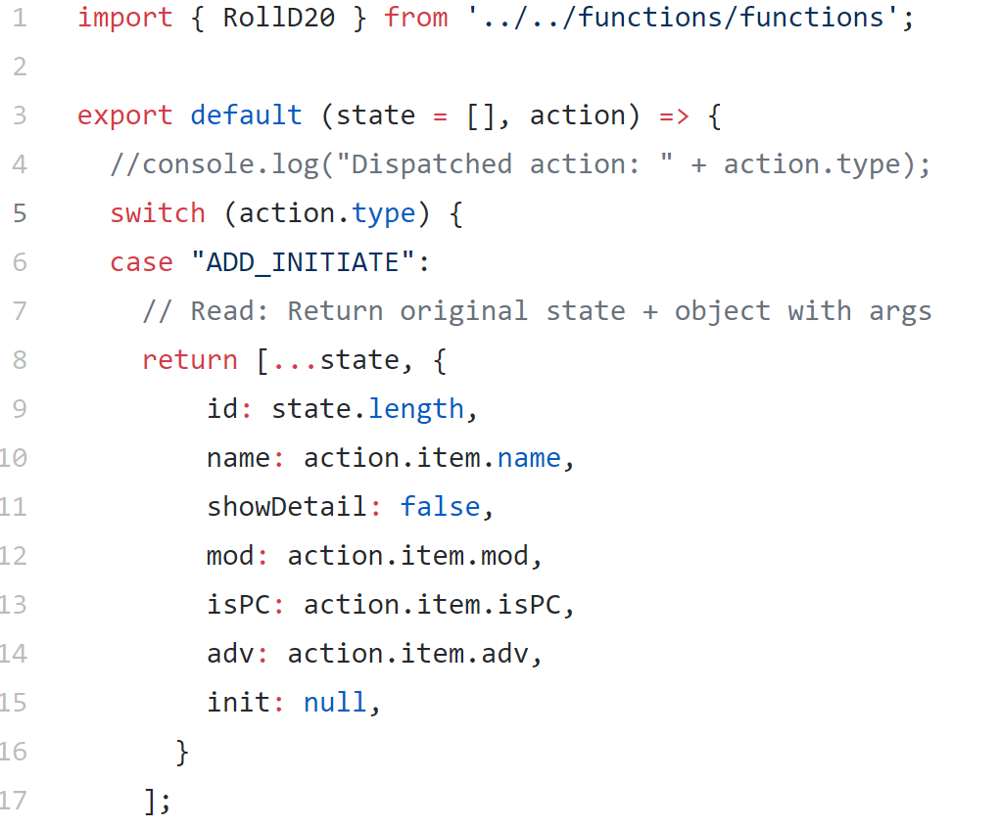 1 import { RollD20 } from '../../functions/functions';
2
3 export default (state = [], action) => {
4 //console.log("Dispatched action: " + action.type);
5 switch (action.type) {
6 case "ADD_INITIATE":
7 // Read: Return original state + object with args
8 return [...state, {
9 id: state.length,
10 name: action.item.name,
11 showDetail: false,
12 mod: action.item.mod,
13 isPC: action.item.isPC,
14 adv: action.item.adv,
15 init: null,
16 }
17 ];